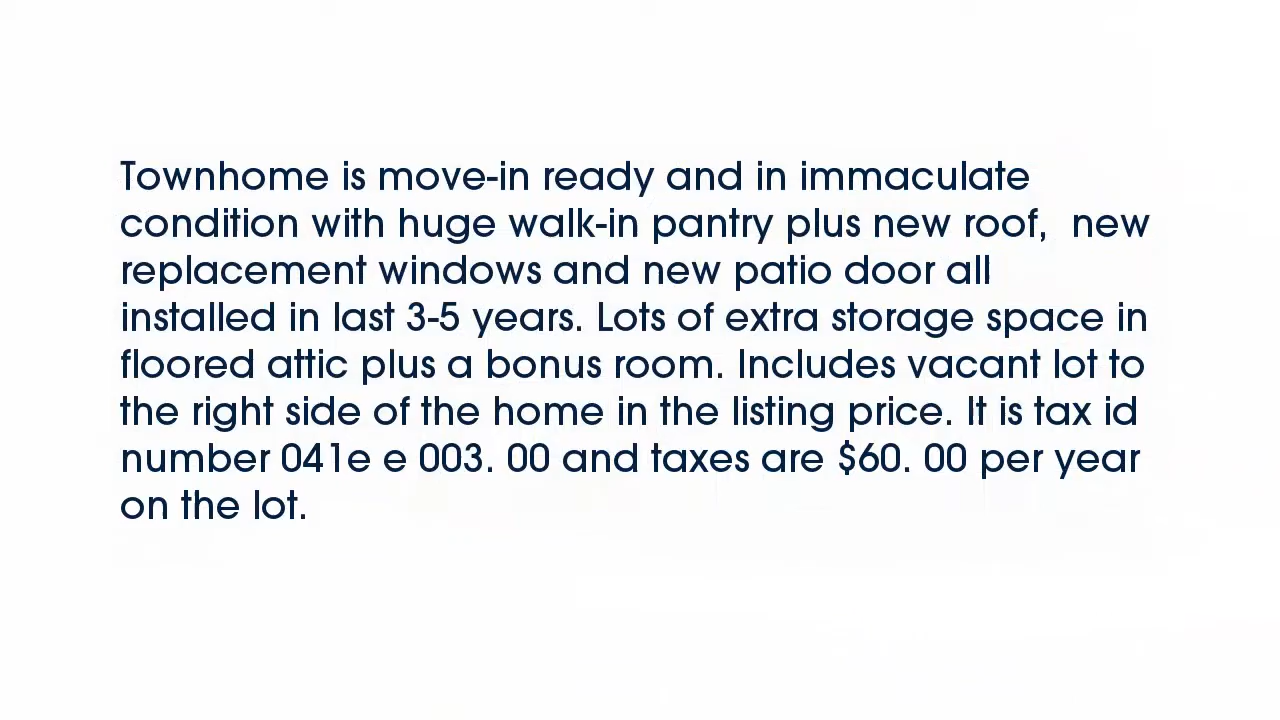 Townhome is move-in ready and in immaculate
condition with huge walk-in pantry plus new roof,  new
replacement windows and new patio door all
installed in last 3-5 years. Lots of extra storage space in
floored attic plus a bonus room. Includes vacant lot to
the right side of the home in the listing price. It is tax id
number 041e e 003. 00 and taxes are $60. 00 per year
on the lot.